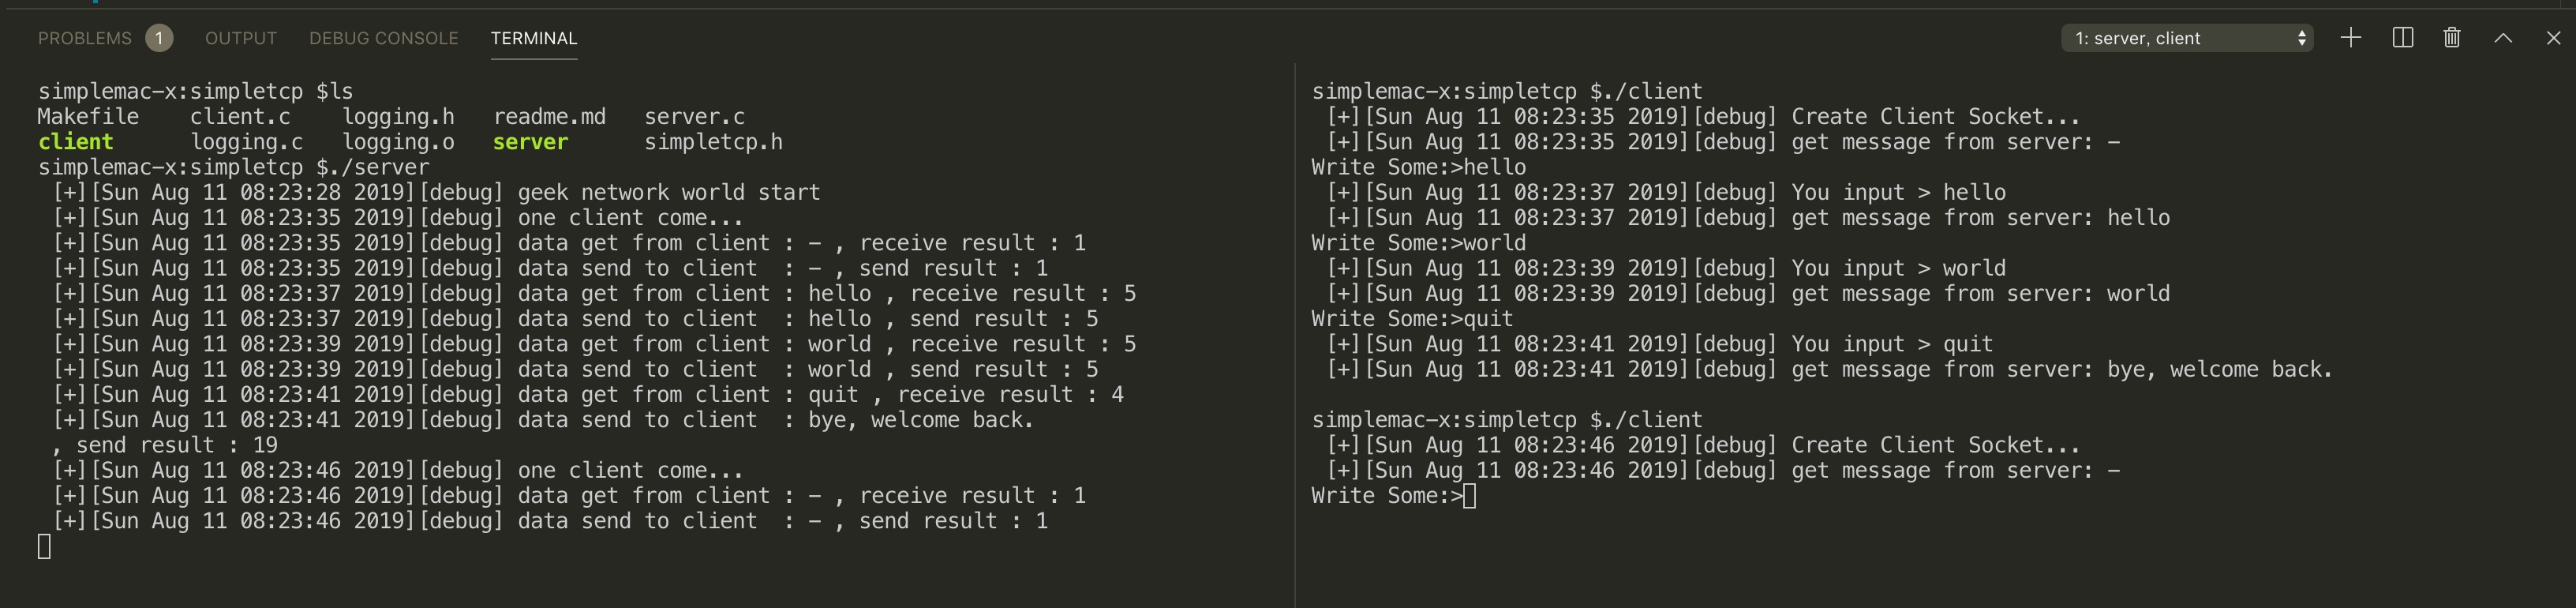 PROBLEMS 1 OUTPUT DEBUG CONSOLE TERMINAL 1: server, client
simplemac-x:simpletcp $ls
Makefile client.c logging.h readme.md server.c
client logging.c logging.o server simpletcp.h
simplemac-x:simpletcp $./server
[+][Sun Aug 11 08:23:28 2019][debug] geek network world start
[+][Sun Aug 11 08:23:35 2019][debug] one client come...
[+][Sun Aug 11 08:23:35 2019][debug] data get from client : - , receive result : 1
[+][Sun Aug 11 08:23:35 2019][debug] data send to client  : - , send result : 1
[+][Sun Aug 11 08:23:37 2019][debug] data get from client : hello , receive result : 5
[+][Sun Aug 11 08:23:37 2019][debug] data send to client  : hello , send result : 5
[+][Sun Aug 11 08:23:39 2019][debug] data get from client : world , receive result : 5
[+][Sun Aug 11 08:23:39 2019][debug] data send to client  : world , send result : 5
[+][Sun Aug 11 08:23:41 2019][debug] data get from client : quit , receive result : 4
[+][Sun Aug 11 08:23:41 2019][debug] data send to client  : bye, welcome back.
, send result : 19
[+][Sun Aug 11 08:23:46 2019][debug] one client come...
[+][Sun Aug 11 08:23:46 2019][debug] data get from client : - , receive result : 1
[+][Sun Aug 11 08:23:46 2019][debug] data send to client  : - , send result : 1
simplemac-x:simpletcp $./client
[+][Sun Aug 11 08:23:35 2019][debug] Create Client Socket...
[+][Sun Aug 11 08:23:35 2019][debug] get message from server: -
Write Some:>hello
[+][Sun Aug 11 08:23:37 2019][debug] You input > hello
[+][Sun Aug 11 08:23:37 2019][debug] get message from server: hello
Write Some:>world
[+][Sun Aug 11 08:23:39 2019][debug] You input > world
[+][Sun Aug 11 08:23:39 2019][debug] get message from server: world
Write Some:>quit
[+][Sun Aug 11 08:23:41 2019][debug] You input > quit
[+][Sun Aug 11 08:23:41 2019][debug] get message from server: bye, welcome back.
simplemac-x:simpletcp $./client
[+][Sun Aug 11 08:23:46 2019][debug] Create Client Socket...
[+][Sun Aug 11 08:23:46 2019][debug] get message from server: -
Write Some:>